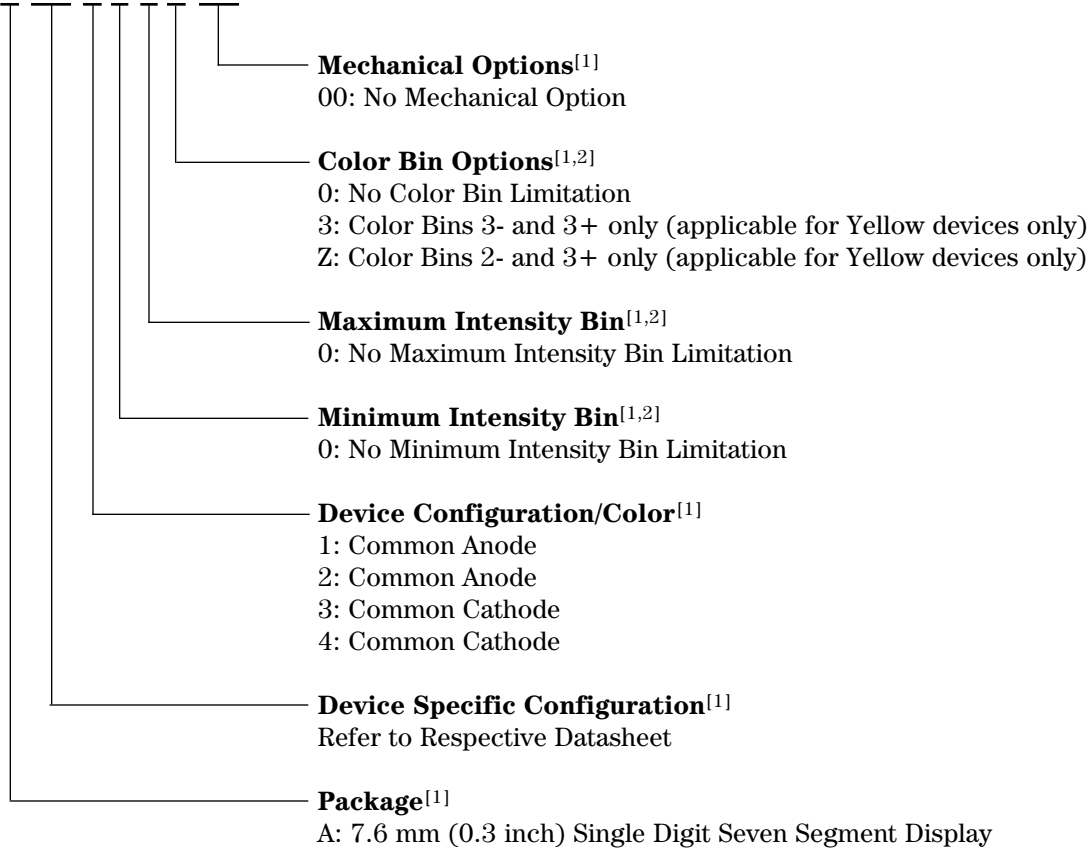 Mechanical Options[1]
00: No Mechanical Option
Color Bin Options[1,2]
0: No Color Bin Limitation
3: Color Bins 3- and 3+ only (applicable for Yellow devices only)
Z: Color Bins 2- and 3+ only (applicable for Yellow devices only)
Maximum Intensity Bin[1,2]
0: No Maximum Intensity Bin Limitation
Minimum Intensity Bin[1,2]
0: No Minimum Intensity Bin Limitation
Device Configuration/Color[1]
1: Common Anode
2: Common Anode
3: Common Cathode
4: Common Cathode
Device Specific Configuration[1]
Refer to Respective Datasheet
Package[1]
A: 7.6 mm (0.3 inch) Single Digit Seven Segment Display